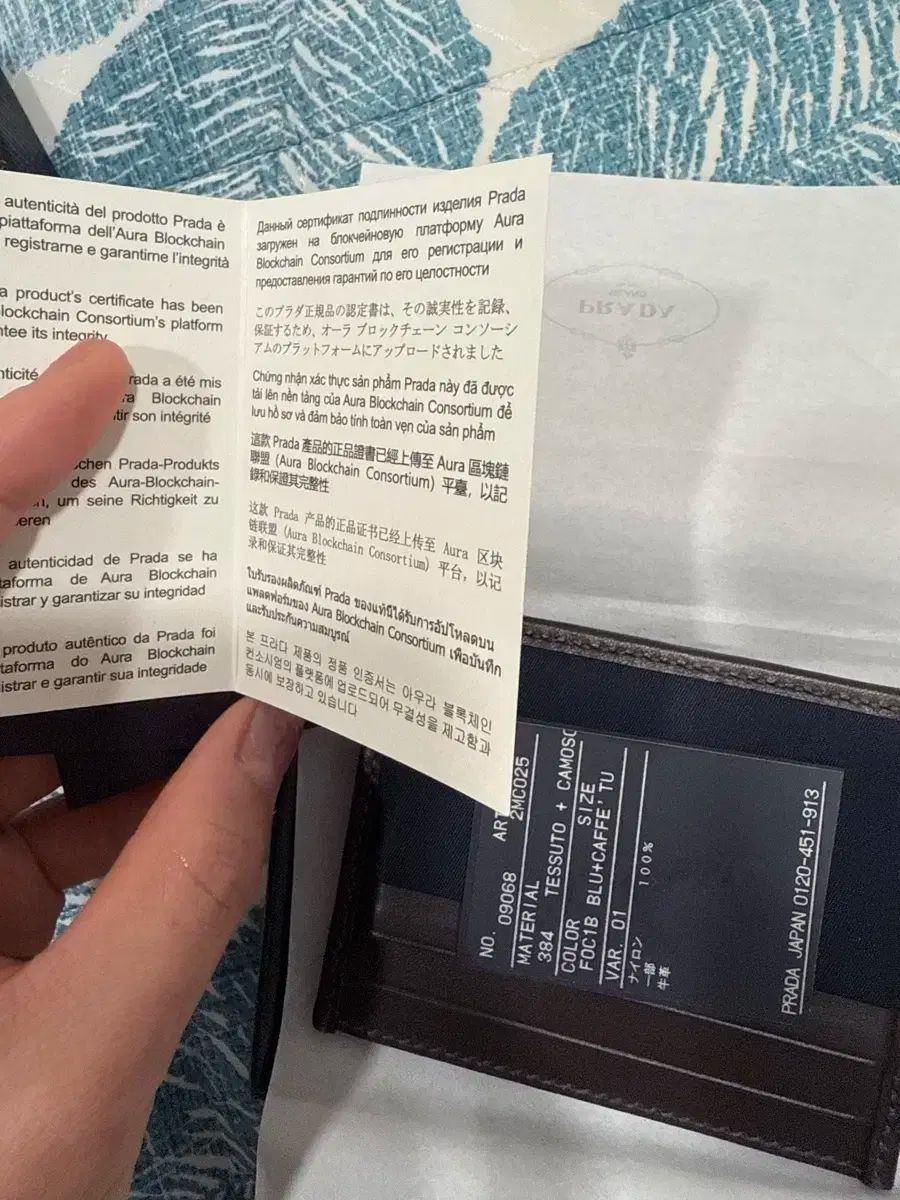 autenticità del prodotto Prada è
piattaforma dell'Aura Blockchain
registrarne e garantirne l'integrità
a product's certificate has been
lockchain Consortium's platform
ntee its integrity
nticité rada a été mis
ra Blockchain
tir son intégrité
schen Prada-Produkts
des Aura-Blockchain-
n, um seine Richtigkeit zu
eren
autenticidad de Prada se ha
taforma de Aura Blockchain
istrar y garantizar su integridad
produto autêntico da Prada foi
taforma do Aura Blockchain
istrar e garantir sua integridade
Данный сертификат подлинности изделия Prada
загружен на блокчейновую платформу Aura
Blockchain Consortium для его регистрации и
предоставления гарантий по его целостности
このプラダ正規品の認定書は、その誠実性を記録、
保証するため、オーラ ブロックチェーン コンソーシ
アムのプラットフォームにアップロードされました
Chứng nhận xác thực sản phẩm Prada này đã được
tải lên nền tảng của Aura Blockchain Consortium để
lưu hồ sơ và đảm bảo tính toàn vẹn của sản phẩm
這款 Prada 產品的正品證書已經上傳至 Aura 區塊鏈
聯盟 (Aura Blockchain Consortium) 平臺，以記
錄和保證其完整性
这款 Prada 产品的正品证书已经上传至 Aura 区块
链联盟 (Aura Blockchain Consortium) 平台，以记
录和保证其完整性
ใบรับรองผลิตภัณฑ์ Prada ของแท้นี้ได้รับการอัปโหลดบน
แพลตฟอร์มของ Aura Blockchain Consortium เพื่อบันทึก
และรับประกันความสมบูรณ์
본 프라다 제품의 정품 인증서는 아우라 블록체인
컨소시엄의 플랫폼에 업로드되어 무결성을 제고함과
동시에 보장하고 있습니다
MILANO
PRADA
NO. 09068 ART 2MC025
MATERIAL
384 TESSUTO + CAMOSC
COLOR SIZE
F0C1B BLU+CAFFE'TU
VAR. 01
ナイロン 100%
一部
牛革
PRADA JAPAN 0120-451-913